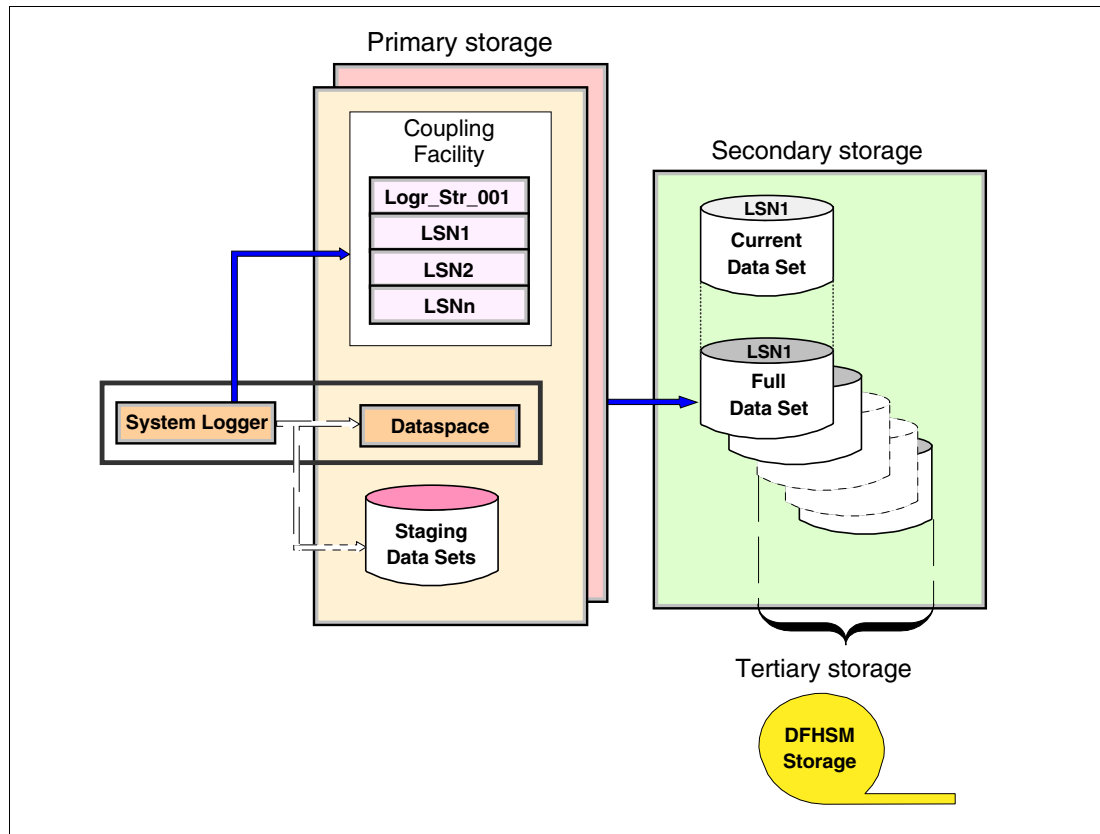 Primary storage
Coupling
Facility
Logr_Str_001
LSN1
LSN2
LSNn
System Logger
Dataspace
Staging
Data Sets
Secondary storage
LSN1
Current
Data Set
LSN1
Full
Data Set
Tertiary storage
DFHSM
Storage